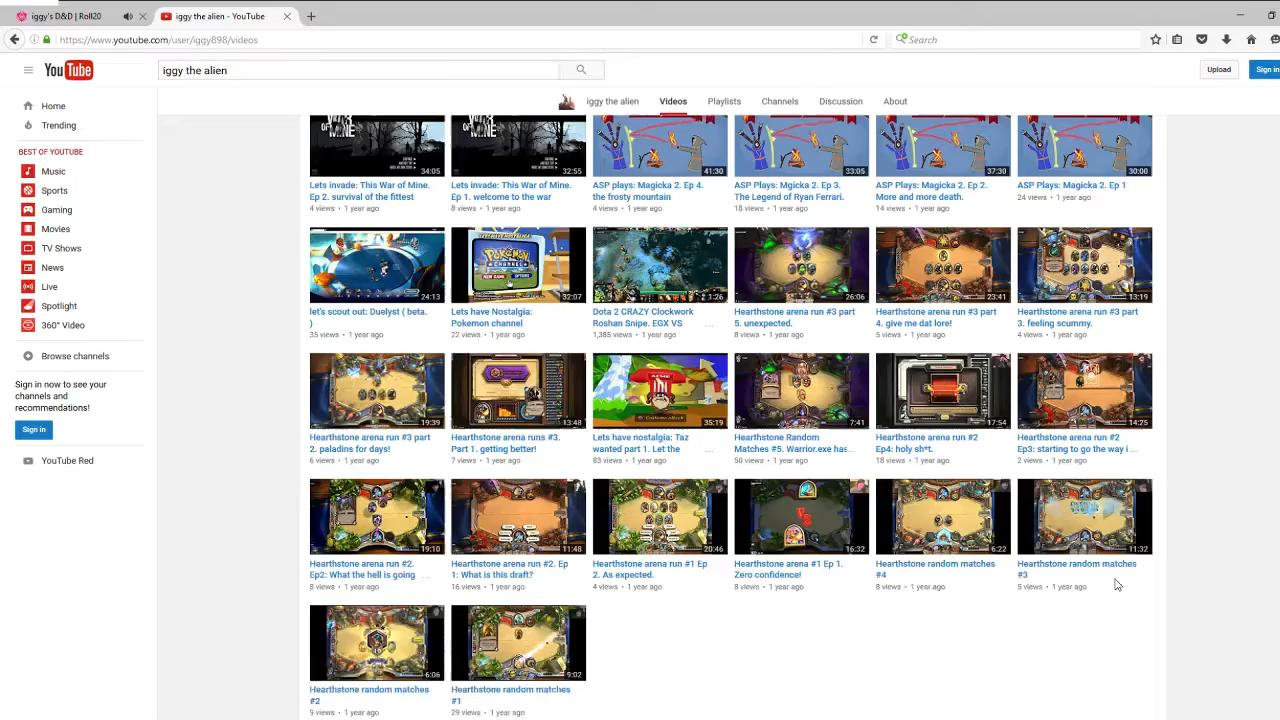 iggy's D&D | Roll20
iggy the alien - YouTube
https://www.youtube.com/user/iggy898/videos
Search
YouTube
iggy the alien
Upload
Sign in
iggy the alien
Videos
Playlists
Channels
Discussion
About
Home
Trending
BEST OF YOUTUBE
Music
Sports
Gaming
Movies
TV Shows
News
Live
Spotlight
360° Video
Browse channels
Sign in now to see your
channels and
recommendations!
Sign in
YouTube Red
WAR
OF MINE
34:05
Lets invade: This War of Mine.
Ep 2. survival of the fittest
4 views • 1 year ago
OF MINE
32:55
Lets invade: This War of Mine.
Ep 1. welcome to the war
8 views • 1 year ago
41:30
ASP plays: Magicka 2. Ep 4.
the frosty mountain
4 views • 1 year ago
33:05
ASP Plays: Mgicka 2. Ep 3.
The Legend of Ryan Ferrari.
18 views • 1 year ago
37:30
ASP Plays: Magicka 2. Ep 2.
More and more death.
14 views • 1 year ago
30:00
ASP Plays: Magicka 2. Ep 1
24 views • 1 year ago
24:13
let's scout out: Duelyst ( beta.
)
35 views • 1 year ago
POKéMON
CHANNEL
NEW GAME
OPTIONS
32:07
Lets have Nostalgia:
Pokemon channel
22 views • 1 year ago
1:26
Dota 2 CRAZY Clockwork
Roshan Snipe. EGX VS ...
1,385 views • 1 year ago
26:06
Hearthstone arena run #3 part
5. unexpected.
8 views • 1 year ago
23:41
Hearthstone arena run #3 part
4. give me dat lore!
5 views • 1 year ago
13:19
Hearthstone arena run #3 part
3. feeling scummy.
4 views • 1 year ago
19:39
Hearthstone arena run #3 part
2. paladins for days!
6 views • 1 year ago
13:48
Hearthstone arena runs #3.
Part 1. getting better!
7 views • 1 year ago
ACME
35:19
Lets have nostalgia: Taz
wanted part 1. Let the ...
83 views • 1 year ago
7:41
Hearthstone Random
Matches #5. Warrior.exe has...
50 views • 1 year ago
17:54
Hearthstone arena run #2
Ep4: holy sh*t.
18 views • 1 year ago
14:25
Hearthstone arena run #2
Ep3: starting to go the way i ...
2 views • 1 year ago
19:10
Hearthstone arena run #2.
Ep2: What the hell is going ...
8 views • 1 year ago
11:48
Hearthstone arena run #2. Ep
1: What is this draft?
16 views • 1 year ago
20:46
Hearthstone arena run #1 Ep
2. As expected.
4 views • 1 year ago
VS
16:32
Hearthstone arena #1 Ep 1.
Zero confidence!
8 views • 1 year ago
6:22
Hearthstone random matches
#4
8 views • 1 year ago
11:32
Hearthstone random matches
#3
5 views • 1 year ago
6:06
Hearthstone random matches
#2
9 views • 1 year ago
9:02
Hearthstone random matches
#1
29 views • 1 year ago